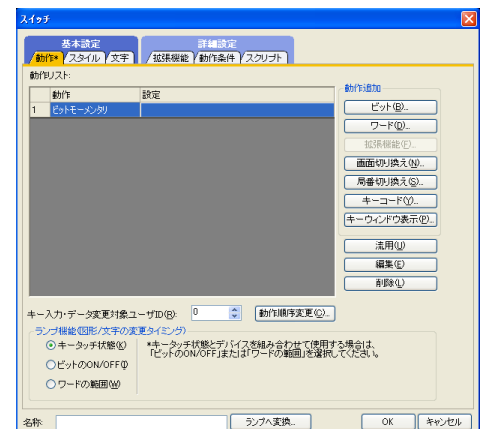 スイッチ
基本設定
詳細設定
動作* スタイル 文字
拡張機能 動作条件 スクリプト
動作リスト:
動作 設定
1 ビットモーメンタリ
動作追加
ビット(B)...
ワード(D)...
拡張機能(F)...
画面切り換え(N)...
局番切り換え(S)...
キーコード(Y)...
キーウィンドウ表示(P)...
流用(U)
編集(E)
削除(L)
キー入力・データ変更対象ユーザID(R): 0
動作順序変更(C)...
ランプ機能(図形/文字の変更タイミング)
キータッチ状態(K)
ビットのON/OFF(I)
ワードの範囲(W)
*キータッチ状態とデバイスを組み合わせて使用する場合は、
「ビットのON/OFF」または「ワードの範囲」を選択してください。
名称:
ランプへ変換...
OK
キャンセル